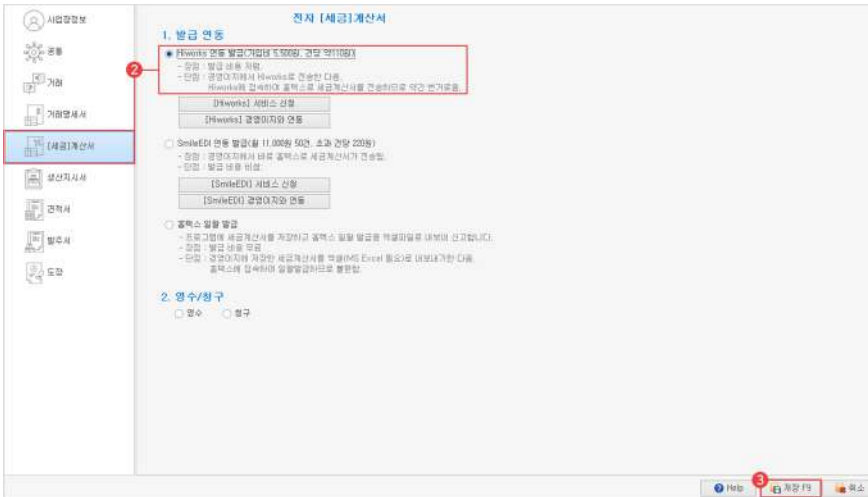 사업장정보
공통
거래
거래명세서
[세금]계산서
생산지시서
견적서
발주서
도장
전자 [세금]계산서
1. 발급 연동
2
Hiworks 연동 발급(가입비 5,500원, 건당 약110원)
- 장점 : 발급 비용 저렴.
- 단점 : 경영이지에서 Hiworks로 전송한 다음,
Hiworks에 접속하여 홈택스로 세금계산서를 전송하므로 약간 번거로움.
[Hiworks] 서비스 신청
[Hiworks] 경영이지와 연동
SmileEDI 연동 발급(월 11,000원 50건, 초과 건당 220원)
- 장점 : 경영이지에서 바로 홈택스로 세금계산서가 전송됨.
- 단점 : 발급 비용 비쌈.
[SmileEDI] 서비스 신청
[SmileEDI] 경영이지와 연동
홈택스 일괄 발급
- 프로그램에 세금계산서를 저장하고 홈택스 일괄 발급용 엑셀파일로 내보여 신고합니다.
- 장점 : 발급 비용 무료
- 단점 : 경영이지에 저장한 세금계산서를 엑셀(MS Excel 필요)로 내보내기한 다음,
홈택스에 접속하여 일괄발급하므로 불편함.
2. 영수/청구
영수 청구
3
Help 저장 F9 취소